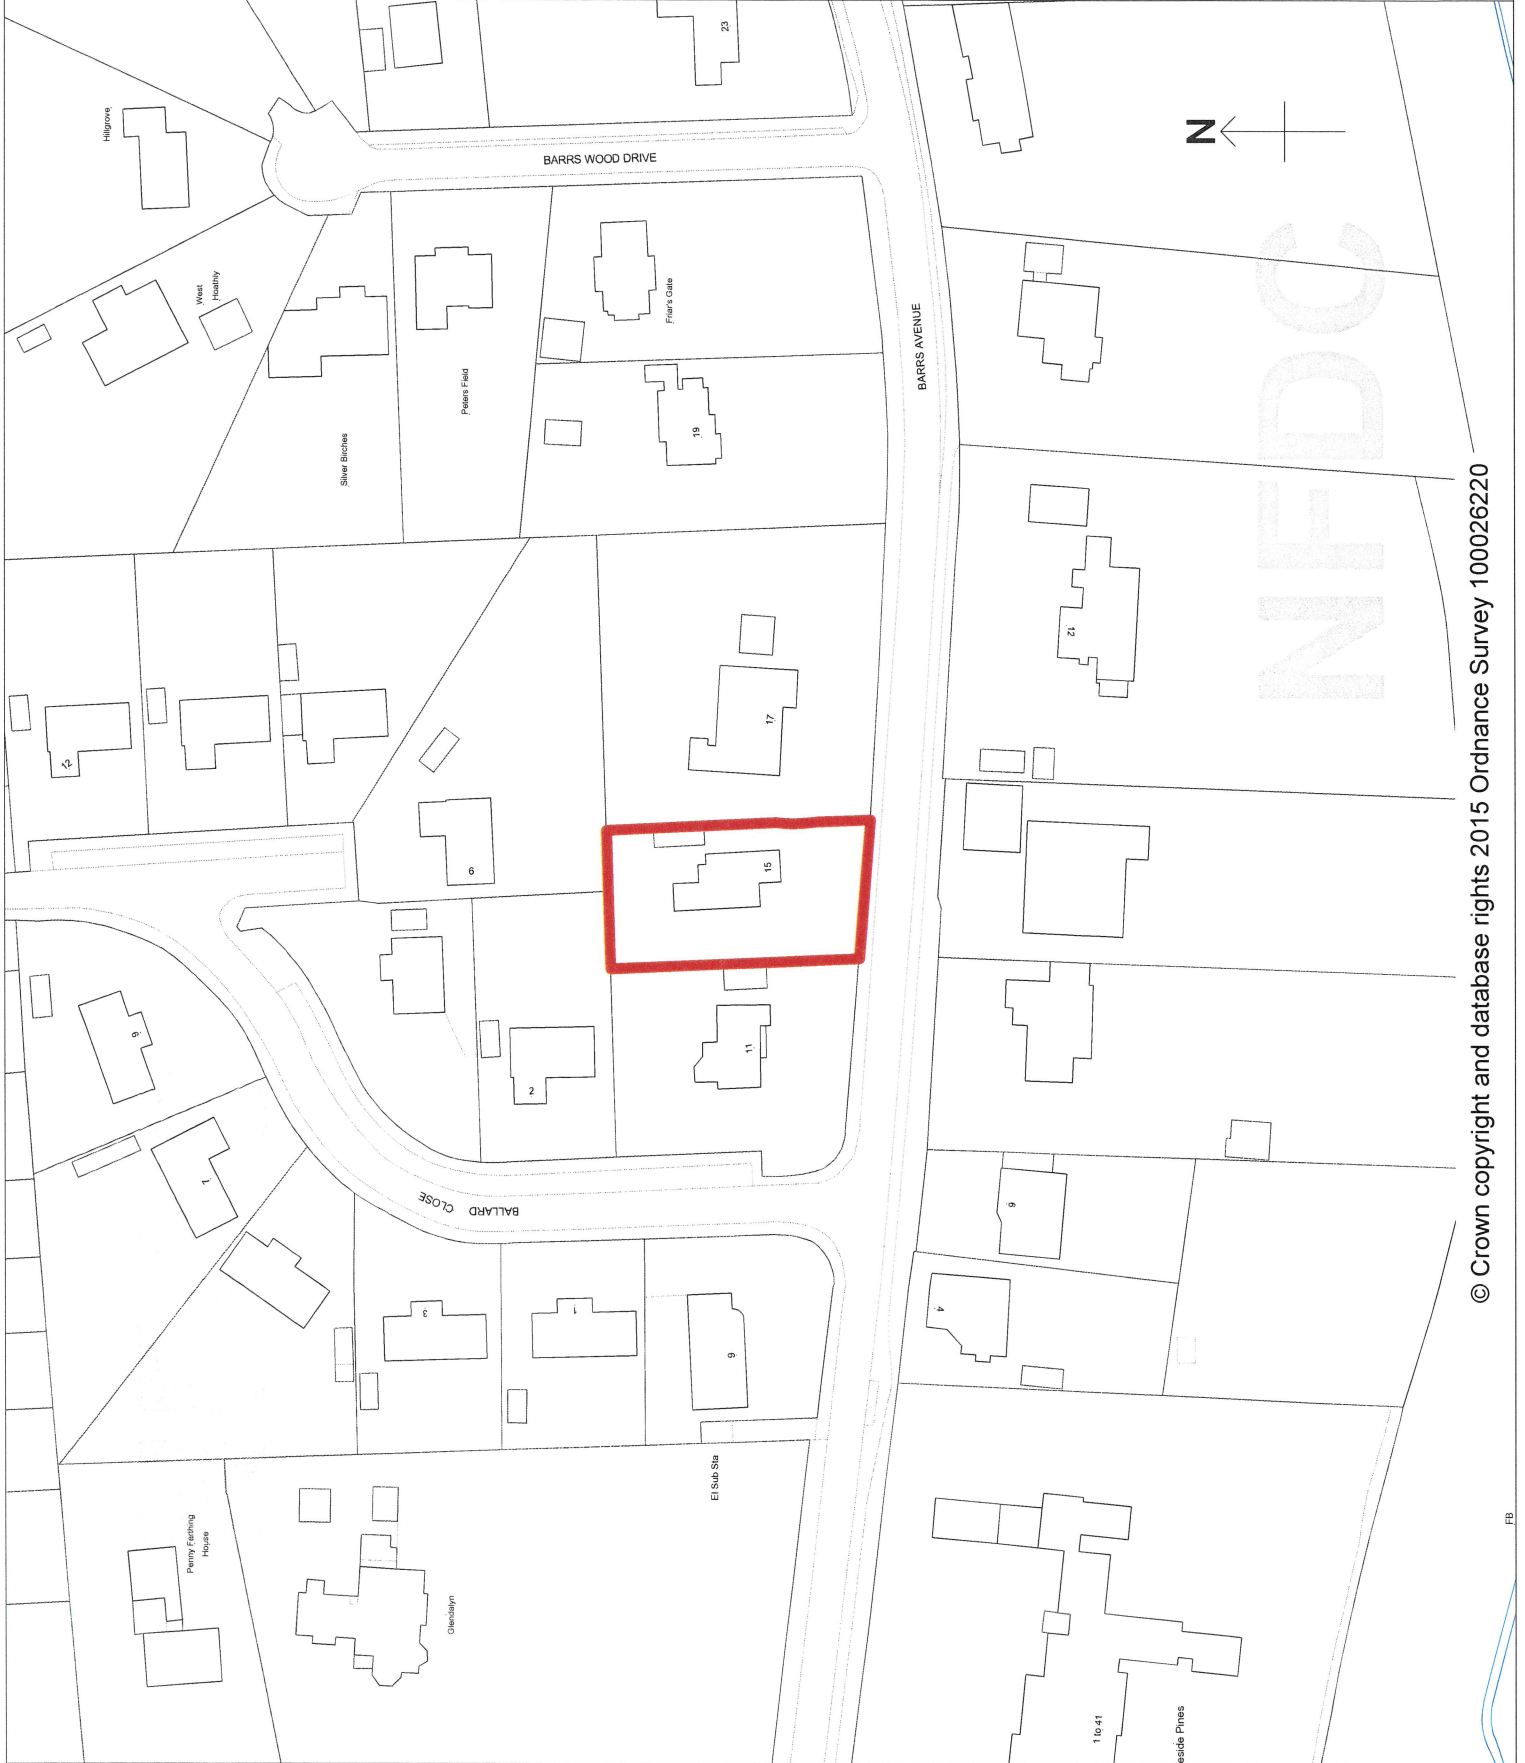 23
Hillgrove
BARRS WOOD DRIVE
N
West
Hoathly
Friar's Gate
BARRS AVENUE
Peters Field
Silver Birches
19
NFDC
12
17
12
6
15
9
11
2
7
BALLARD CLOSE
6
3
1
4
9
El Sub Sta
Penny Farthing
House
Glendalyn
1 to 41
eside Pines
FB
© Crown copyright and database rights 2015 Ordnance Survey 100026220